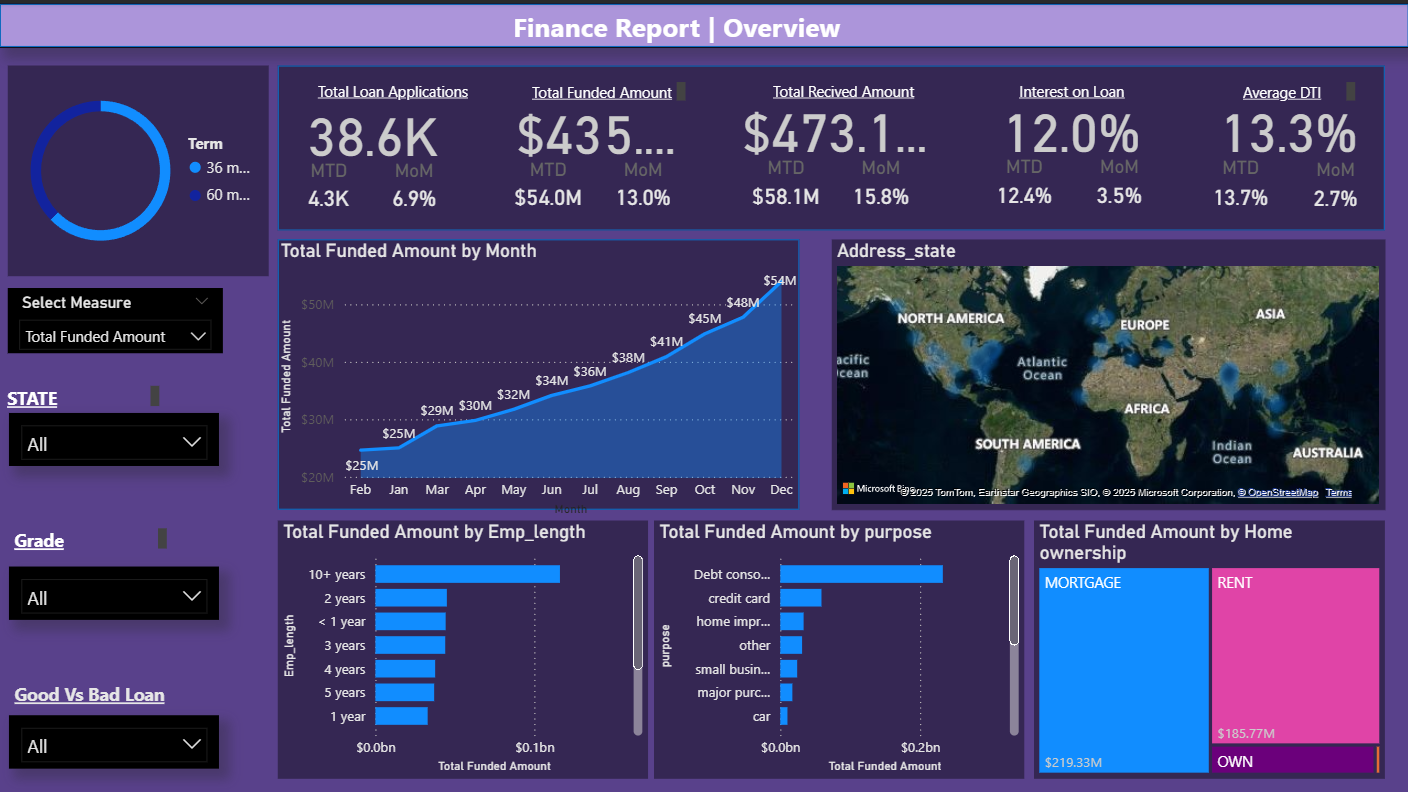 Finance Report | Overview
Term
36 m...
60 m...
Total Loan Applications
38.6K
MTD
MoM
4.3K
6.9%
Total Funded Amount
$435....
MTD
MoM
$54.0M
13.0%
Total Recived Amount
$473.1...
MTD
MoM
$58.1M
15.8%
Interest on Loan
12.0%
MTD
MoM
12.4%
3.5%
Average DTI
13.3%
MTD
MoM
13.7%
2.7%
Select Measure
Total Funded Amount
STATE
All
Grade
All
Good Vs Bad Loan
All
Total Funded Amount by Month
Total Funded Amount
$50M
$40M
$30M
$20M
$25M
$25M
$29M
$30M
$32M
$34M
$36M
$38M
$41M
$45M
$48M
$54M
Feb
Jan
Mar
Apr
May
Jun
Jul
Aug
Sep
Oct
Nov
Dec
Month
Address_state
NORTH AMERICA
EUROPE
ASIA
acific
cean
Atlantic
Ocean
AFRICA
SOUTH AMERICA
Indian
Ocean
AUSTRALIA
Microsoft Bing
© 2025 TomTom, Earthstar Geographics SIO, © 2025 Microsoft Corporation, © OpenStreetMap Terms
Total Funded Amount by Emp_length
Emp_length
10+ years
2 years
< 1 year
3 years
4 years
5 years
1 year
$0.0bn
$0.1bn
Total Funded Amount
Total Funded Amount by purpose
purpose
Debt conso...
credit card
home impr...
other
small busin...
major purc...
car
$0.0bn
$0.2bn
Total Funded Amount
Total Funded Amount by Home
ownership
MORTGAGE
$219.33M
RENT
$185.77M
OWN